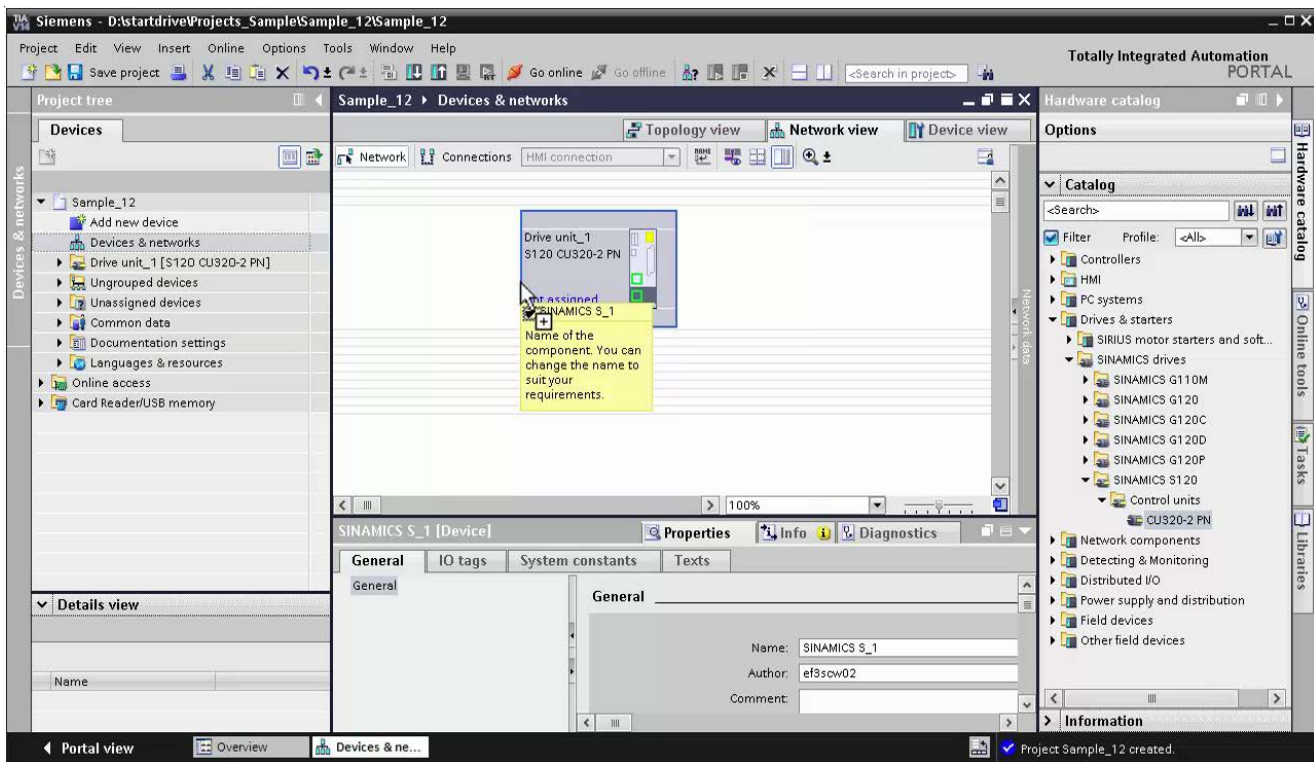 Siemens - D:\startdrive\Projects_Sample\Sample_12\Sample_12
Project Edit View Insert Online Options Tools Window Help
Save project
Go online
Go offline
<Search in project>
Totally Integrated Automation
PORTAL
Project tree
Devices
Devices & networks
Sample_12
Add new device
Devices & networks
Drive unit_1 [S120 CU320-2 PN]
Ungrouped devices
Unassigned devices
Common data
Documentation settings
Languages & resources
Online access
Card Reader/USB memory
Details view
Name
Sample_12 Devices & networks
Topology view
Network view
Device view
Network
Connections
HMI connection
Drive unit_1
S120 CU320-2 PN
assigned
SINAMICS S_1
Name of the
component. You can
change the name to
suit your
requirements.
Network data
100%
SINAMICS S_1 [Device]
Properties
Info
Diagnostics
General
IO tags
System constants
Texts
General
General
Name: SINAMICS S_1
Author: ef3scw02
Comment:
Hardware catalog
Options
Catalog
<Search>
Filter
Profile: <All>
Controllers
HMI
PC systems
Drives & starters
SIRIUS motor starters and soft...
SINAMICS drives
SINAMICS G110M
SINAMICS G120
SINAMICS G120C
SINAMICS G120D
SINAMICS G120P
SINAMICS S120
Control units
CU320-2 PN
Network components
Detecting & Monitoring
Distributed I/O
Power supply and distribution
Field devices
Other field devices
Information
Hardware catalog
Online tools
Tasks
Libraries
Portal view
Overview
Devices & ne...
Project Sample_12 created.